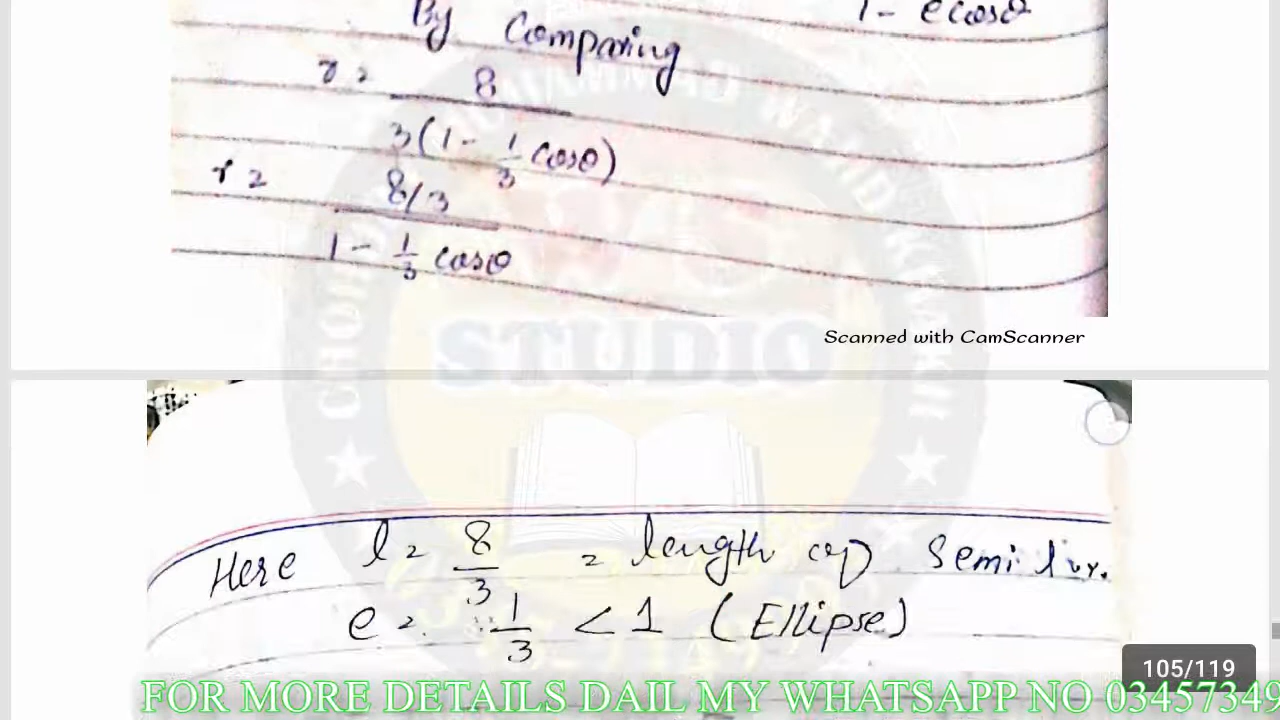 1 - e cosθ
By Comparing
r = 8
3(1 - 1/3 cosθ)
r = 8/3
1 - 1/3 cosθ
STUDIO
Scanned with CamScanner
Here l = 8/3 = length of Semi
e = 1/3 < 1 (Ellipse)
105/119
FOR MORE DETAILS DAIL MY WHATSAPP NO 03457349